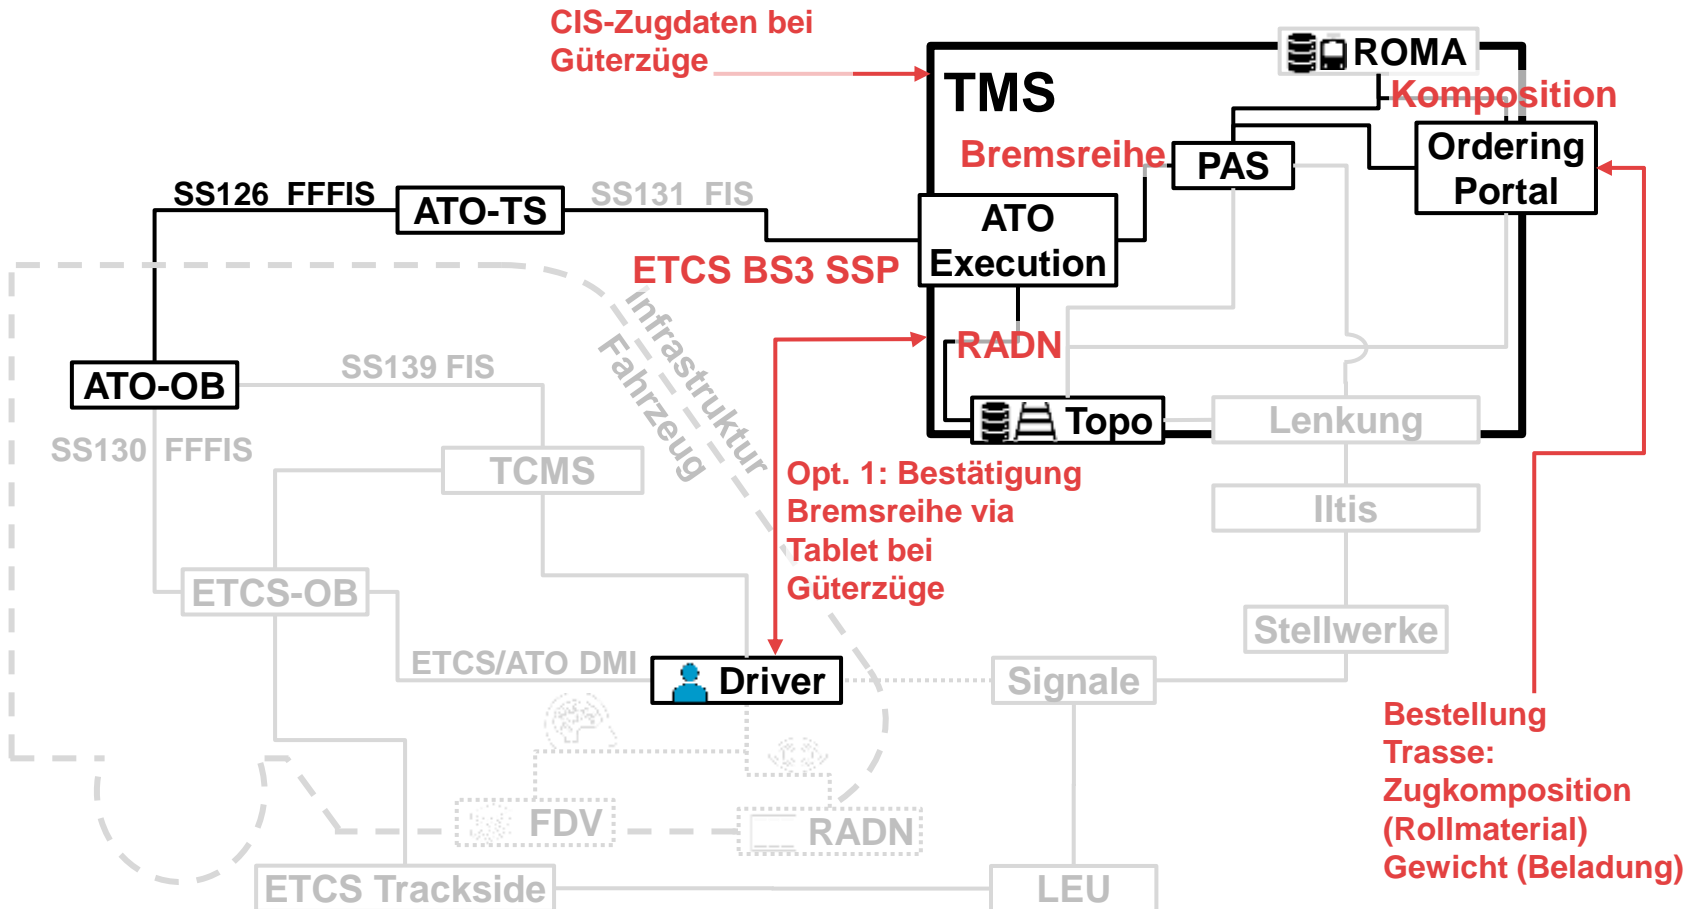 CIS-Zugdaten bei
Güterzüge
TMS
ROMA
Komposition
Bremsreihe
PAS
Ordering
Portal
SS126  FFFIS
ATO-TS
SS131  FIS
ATO
Execution
ETCS BS3 SSP
Infrastruktur
Fahrzeug
RADN
ATO-OB
SS139 FIS
Topo
Lenkung
SS130  FFFIS
TCMS
Opt. 1: Bestätigung
Bremsreihe via
Tablet bei
Güterzüge
Iltis
ETCS-OB
Stellwerke
ETCS/ATO DMI
Driver
Signale
Bestellung
Trasse:
Zugkomposition
(Rollmaterial)
Gewicht (Beladung)
FDV
RADN
ETCS Trackside
LEU